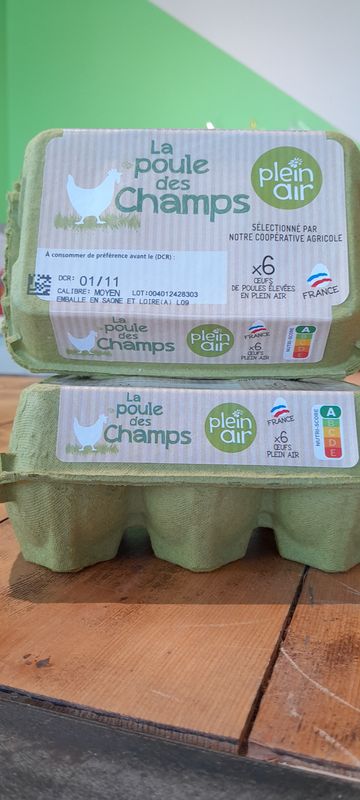 La
poule
des
Champs
plein
air
SÉLECTIONNÉ PAR
NOTRE COOPÉRATIVE AGRICOLE
À consommer de préférence avant le (DCR) :
DCR: 01/11
CALIBRE: MOYEN LOT:004012428303
EMBALLE EN SAONE ET LOIRE(A) L09
x6
ŒUFS
DE POULES ÉLEVÉES
EN PLEIN AIR
FRANCE
La
poule
des
Champs
plein
air
FRANCE
x6
ŒUFS
PLEIN AIR
NUTRI-SCORE
A
B
C
D
E
La
poule
des
Champs
plein
air
FRANCE
x6
ŒUFS
PLEIN AIR
NUTRI-SCORE
A
B
C
D
E